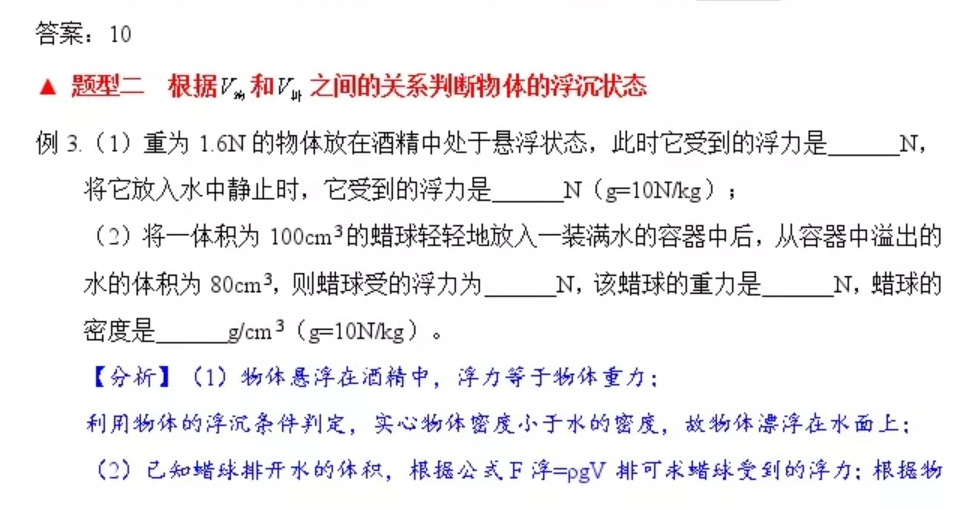 答案：10
▲ 题型二　根据V物和V排之间的关系判断物体的浮沉状态
例 3.（1）重为 1.6N 的物体放在酒精中处于悬浮状态，此时它受到的浮力是______N，
将它放入水中静止时，它受到的浮力是______N（g=10N/kg）；
（2）将一体积为 100cm³的蜡球轻轻地放入一装满水的容器中后，从容器中溢出的
水的体积为 80cm³，则蜡球受的浮力为______N，该蜡球的重力是______N，蜡球的
密度是______g/cm³（g=10N/kg）。
【分析】（1）物体悬浮在酒精中，浮力等于物体重力；
利用物体的浮沉条件判定，实心物体密度小于水的密度，故物体漂浮在水面上；
（2）已知蜡球排开水的体积，根据公式 F 浮=ρgV 排可求蜡球受到的浮力；根据物